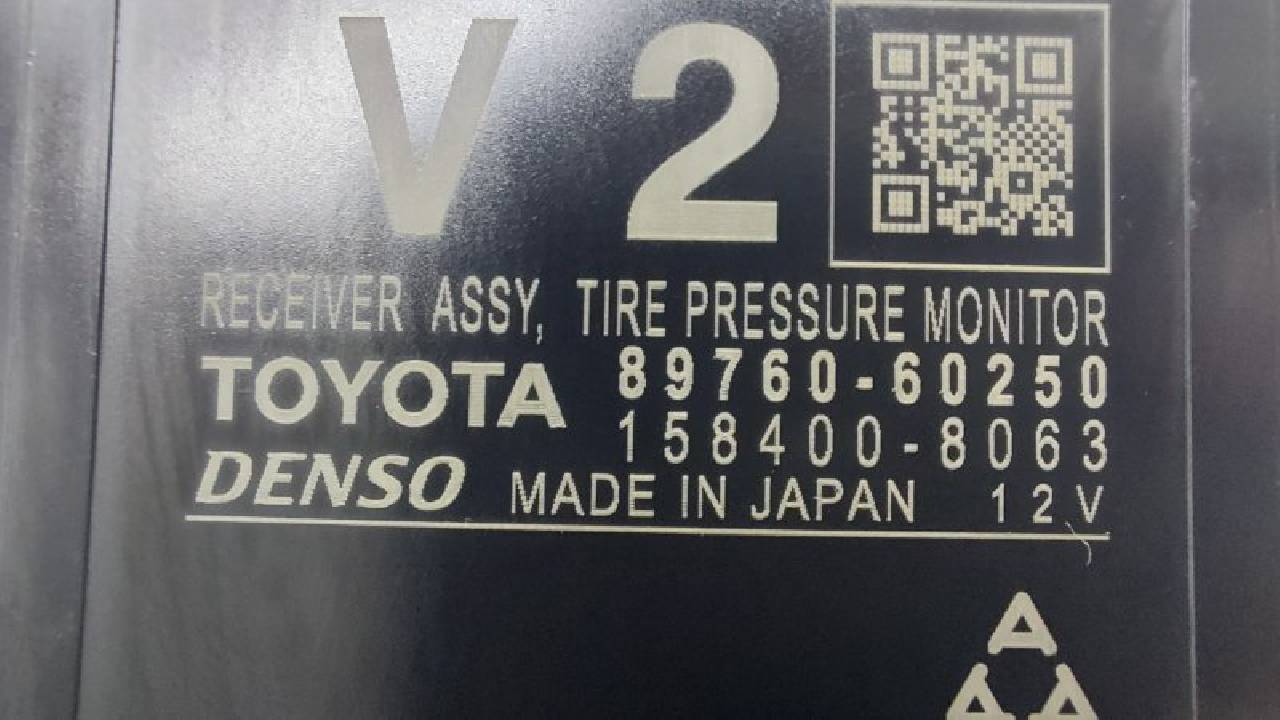 V 2
RECEIVER ASSY, TIRE PRESSURE MONITOR
TOYOTA 89760-60250
158400-8063
DENSO MADE IN JAPAN 12V
A
A A